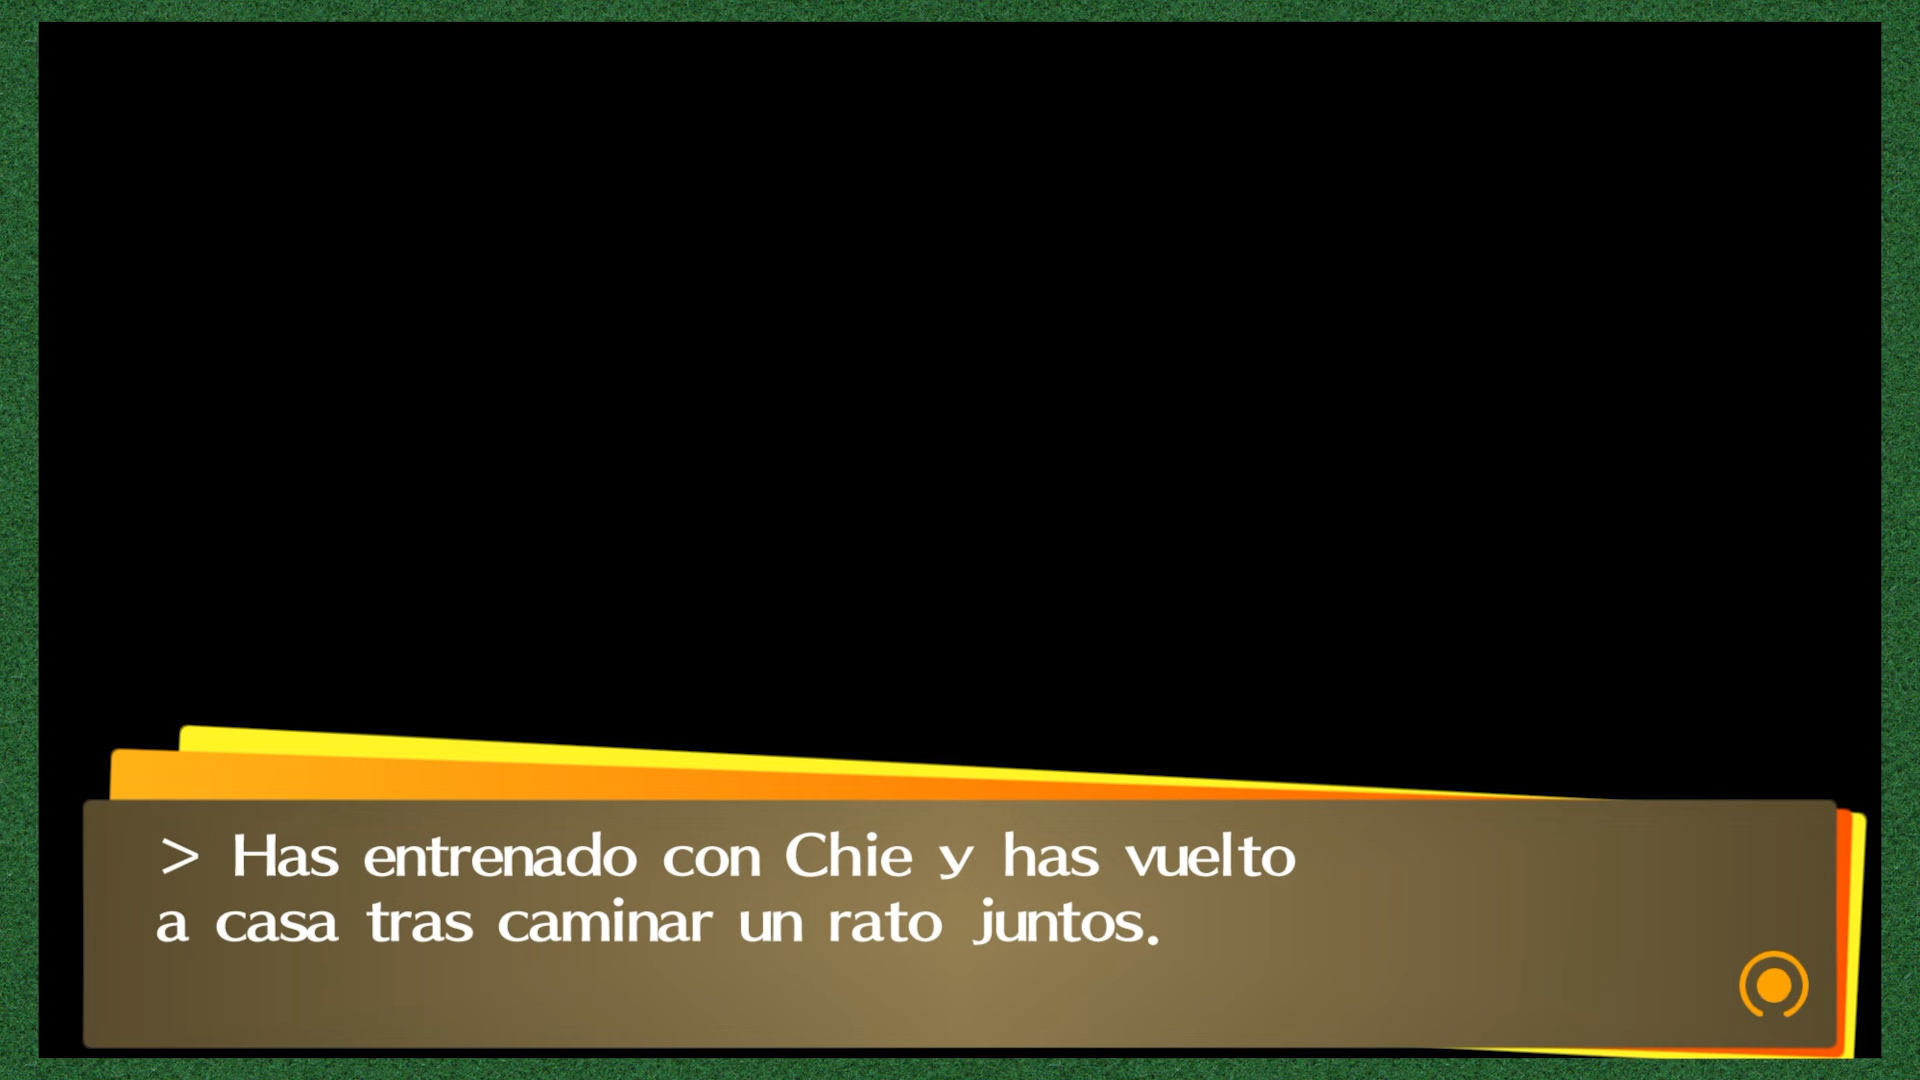 > Has entrenado con Chie y has vuelto
a casa tras caminar un rato juntos.